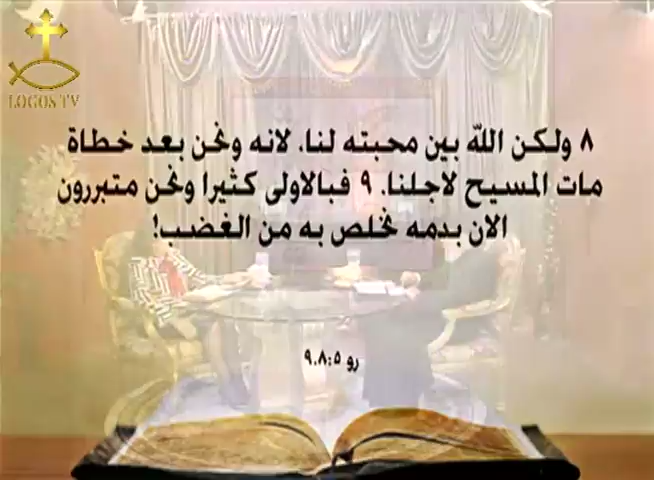 LOGOS TV
٨ ولكن الله بين محبته لنا، لانه ونحن بعد خطاة
مات المسيح لاجلنا. ٩ فبالاولى كثيرا ونحن متبررون
الان بدمه نخلص به من الغضب!
رو ٥:٨،٩